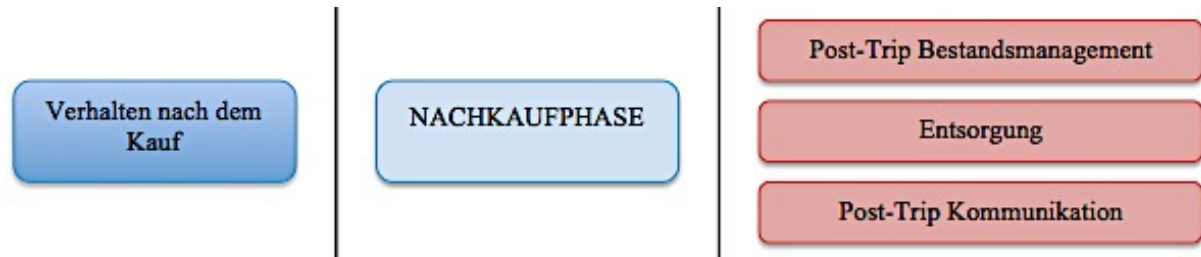 Verhalten nach dem
Kauf
NACHKAUFPHASE
Post-Trip Bestandsmanagement
Entsorgung
Post-Trip Kommunikation